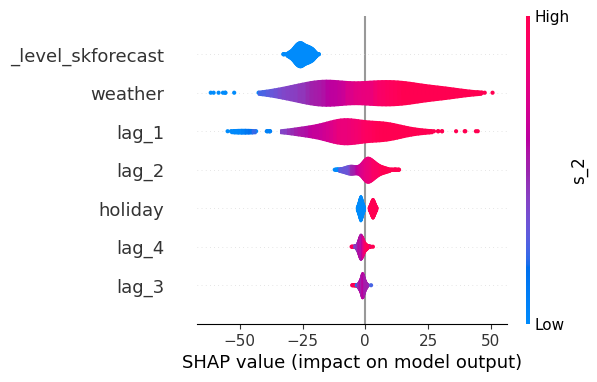 High
_level_skforecast
weather
lag_1
lag_2
holiday
lag_4
lag_3
s_2
Low
−50
−25
0
25
50
SHAP value (impact on model output)